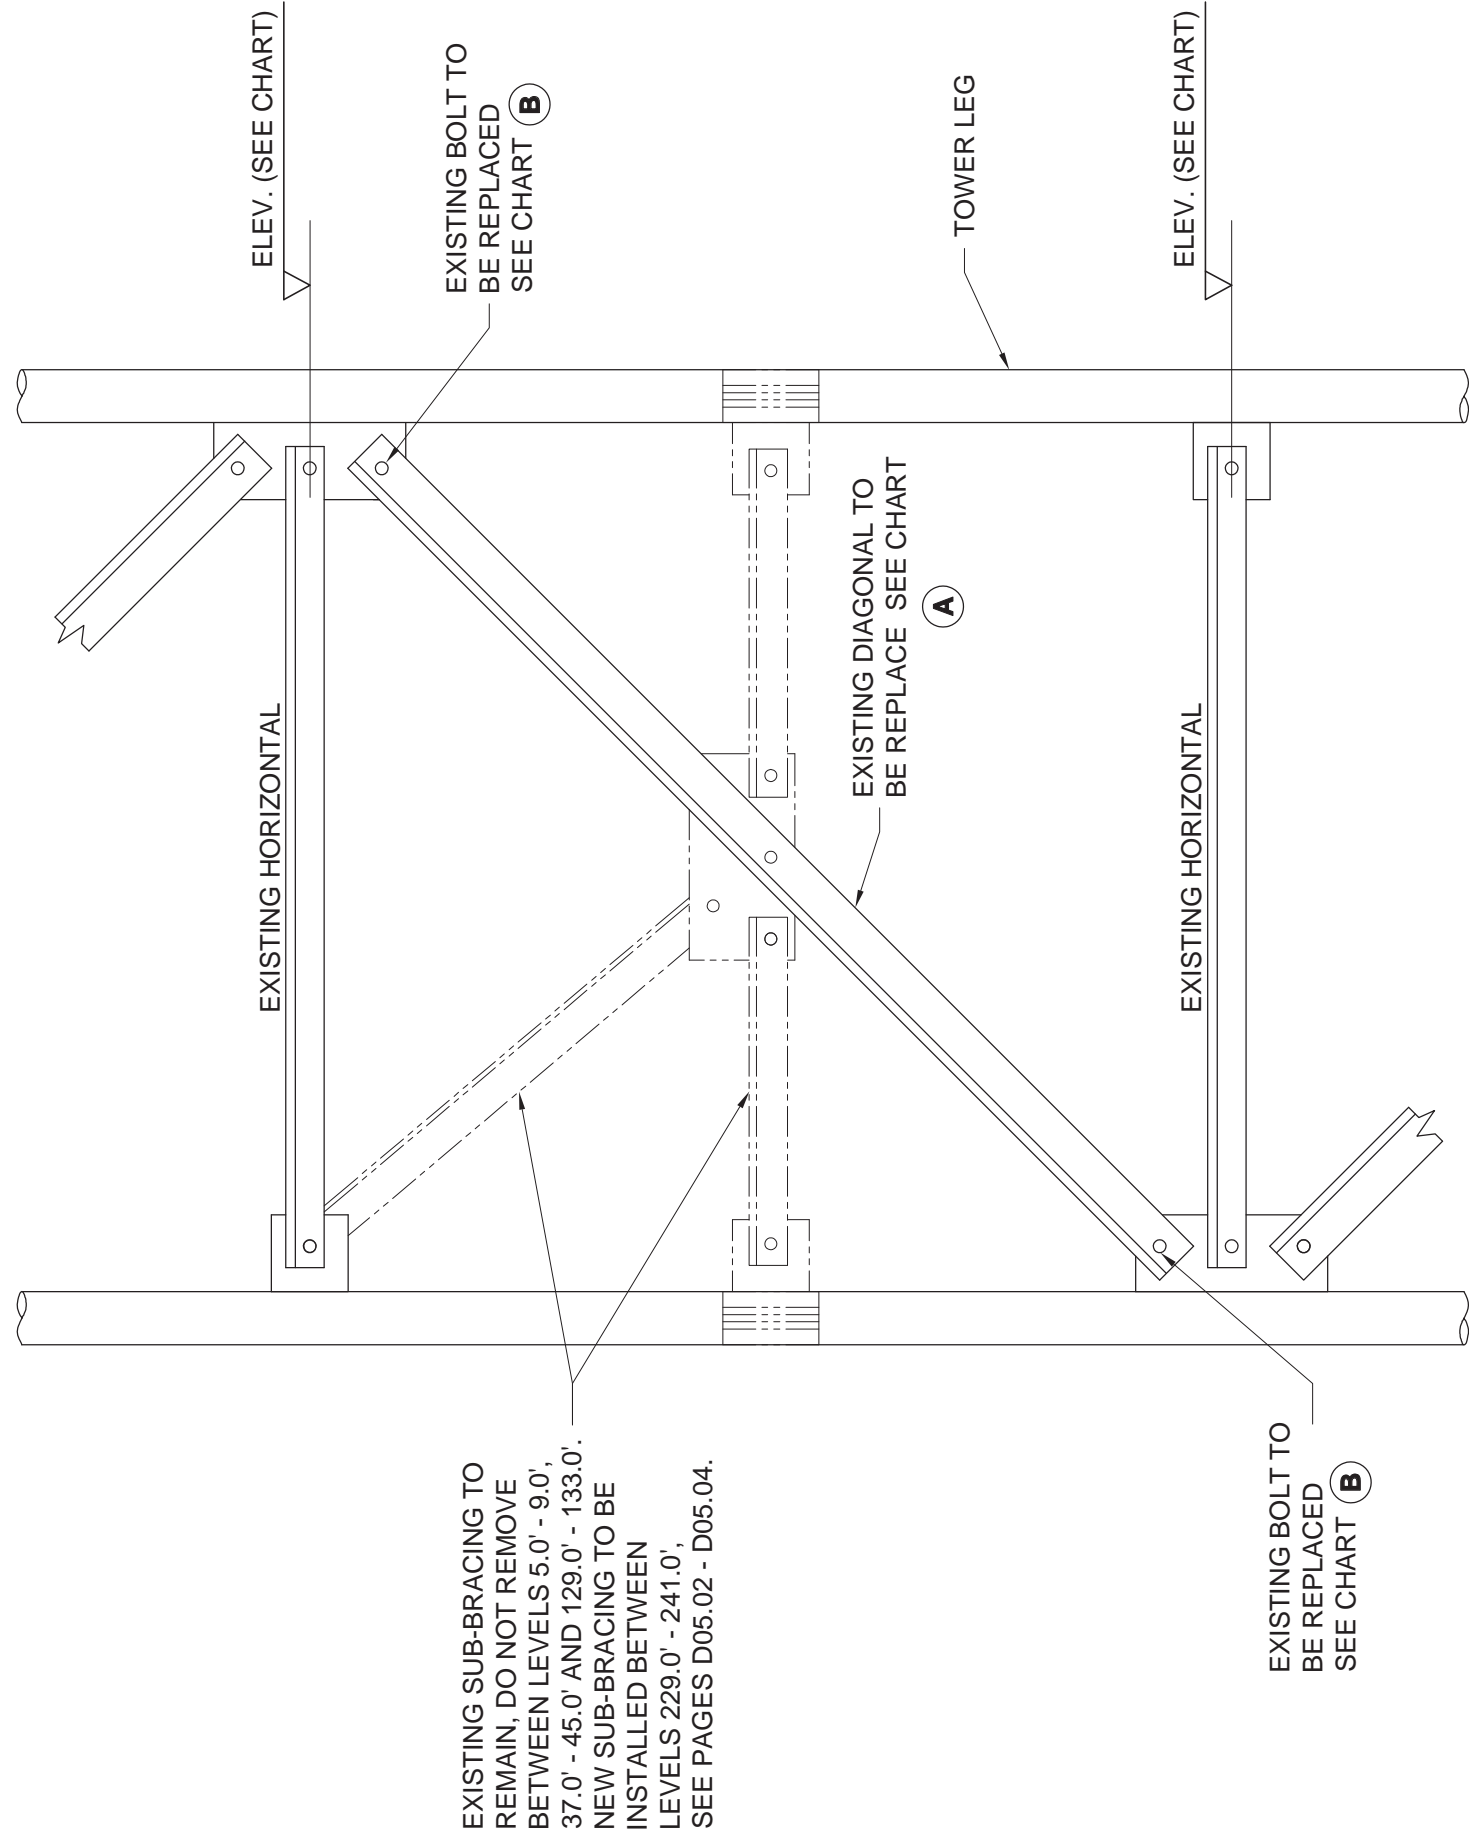 ELEV. (SEE CHART)
EXISTING BOLT TO
BE REPLACED
SEE CHART B
TOWER LEG
ELEV. (SEE CHART)
EXISTING HORIZONTAL
EXISTING DIAGONAL TO
BE REPLACE SEE CHART
A
EXISTING HORIZONTAL
EXISTING SUB-BRACING TO
REMAIN, DO NOT REMOVE
BETWEEN LEVELS 5.0' - 9.0',
37.0' - 45.0' AND 129.0' - 133.0'.
NEW SUB-BRACING TO BE
INSTALLED BETWEEN
LEVELS 229.0' - 241.0',
SEE PAGES D05.02 - D05.04.
EXISTING BOLT TO
BE REPLACED
SEE CHART B